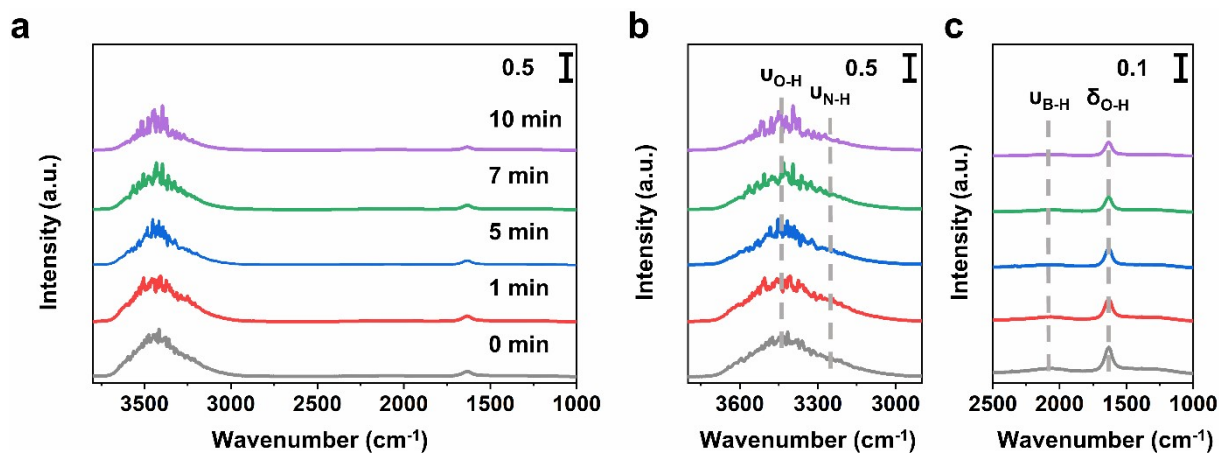 a
Intensity (a.u.)
0.5
10 min
7 min
5 min
1 min
0 min
3500 3000 2500 2000 1500 1000
Wavenumber (cm⁻¹)
b
Intensity (a.u.)
0.5
υO-H
υN-H
3600 3300 3000
Wavenumber (cm⁻¹)
c
Intensity (a.u.)
0.1
υB-H
δO-H
2500 2000 1500 1000
Wavenumber (cm⁻¹)